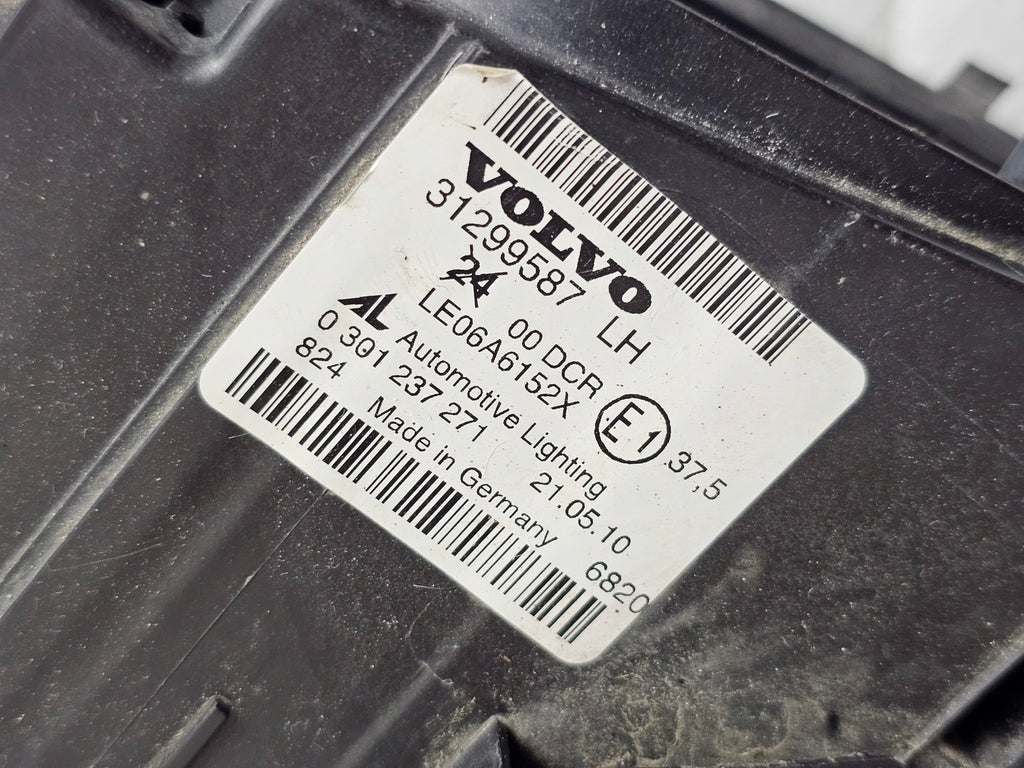 VOLVO
31299587 LH
24 00 DCR
LE06A6152X E1 37,5
AL Automotive Lighting
0 301 237 271 21.05.10
824 Made in Germany 6820